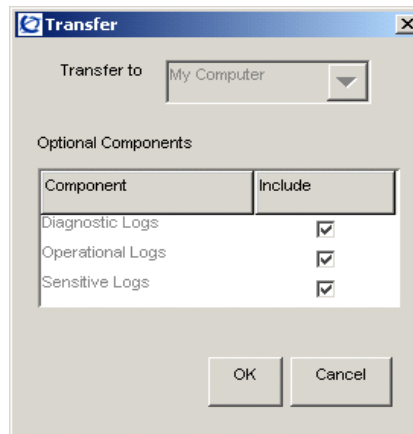 Transfer
Transfer to
My Computer
Optional Components
Component Include
Diagnostic Logs
Operational Logs
Sensitive Logs
OK Cancel